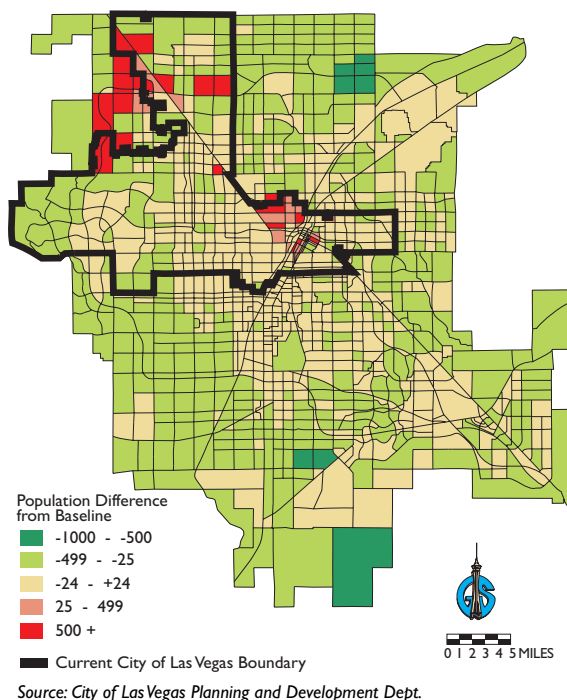 Population Difference
from Baseline
-1000 - -500
-499 - -25
-24 - +24
25 - 499
500 +
Current City of Las Vegas Boundary
GS
0 1 2 3 4 5 MILES
Source: City of Las Vegas Planning and Development Dept.